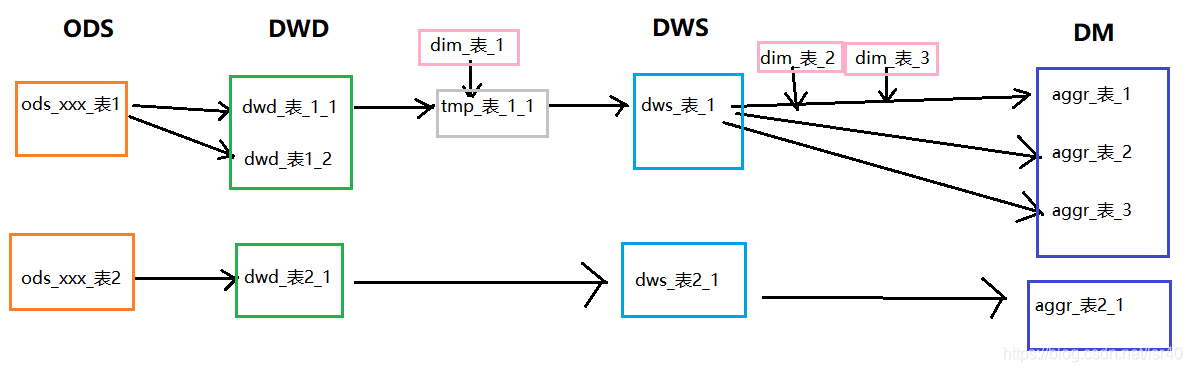 ODS
DWD
DWS
DM
dim_表_1
dim_表_2
dim_表_3
ods_xxx_表1
dwd_表_1_1
tmp_表_1_1
dws_表_1
aggr_表_1
dwd_表1_2
aggr_表_2
aggr_表_3
ods_xxx_表2
dwd_表2_1
dws_表2_1
aggr_表2_1
https://blog.csdn.net/lsr40